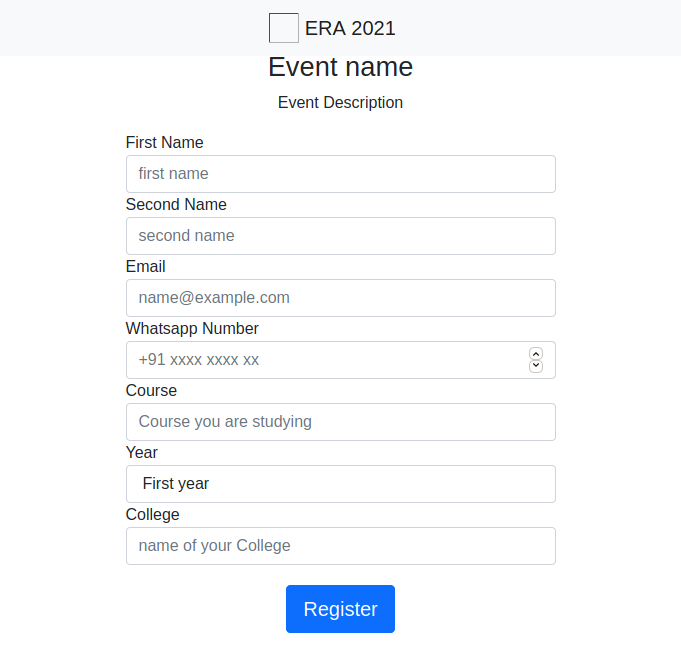 ERA 2021
Event name
Event Description
First Name
first name
Second Name
second name
Email
name@example.com
Whatsapp Number
+91 xxxx xxxx xx
Course
Course you are studying
Year
First year
College
name of your College
Register